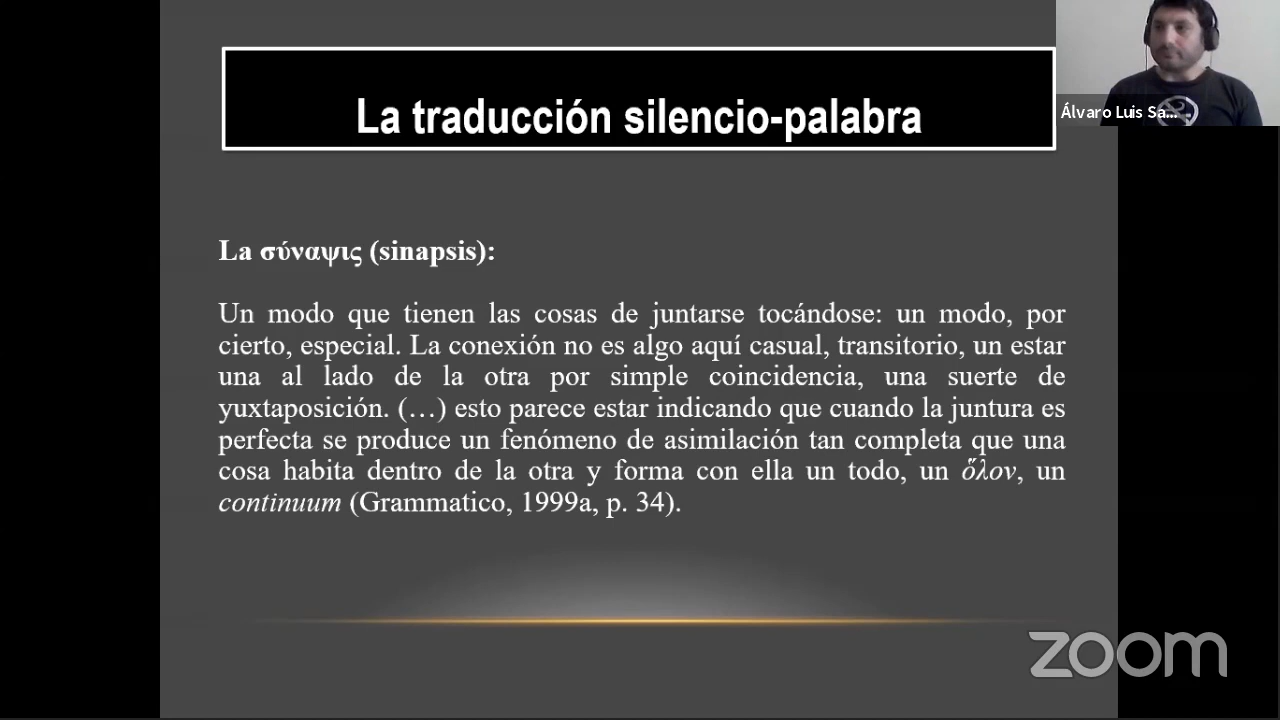 La traducción silencio-palabra
Álvaro Luis Sa...
La σύναψις (sinapsis):
Un modo que tienen las cosas de juntarse tocándose: un modo, por
cierto, especial. La conexión no es algo aquí casual, transitorio, un estar
una al lado de la otra por simple coincidencia, una suerte de
yuxtaposición. (…) esto parece estar indicando que cuando la juntura es
perfecta se produce un fenómeno de asimilación tan completa que una
cosa habita dentro de la otra y forma con ella un todo, un ὅλον, un
continuum (Grammatico, 1999a, p. 34).
zoom